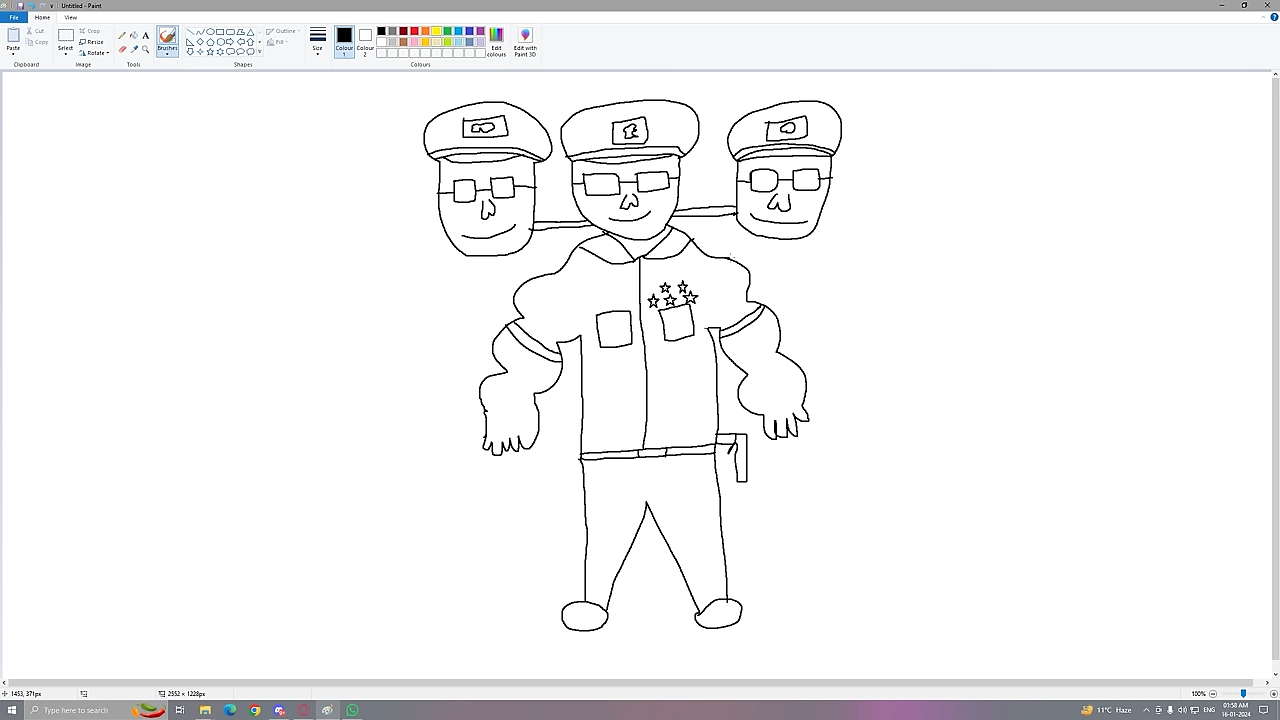 Untitled - Paint
File Home View
Cut
Copy
Paste
Clipboard
Select
Crop
Resize
Rotate
Image
Tools
Brushes
Outline
Fill
Shapes
Size
Colour 1
Colour 2
Edit colours
Edit with Paint 3D
Colours
1453, 371px
2552 × 1228px
100%
Type here to search
11°C Haze
ENG
01:58 AM
16-01-2024